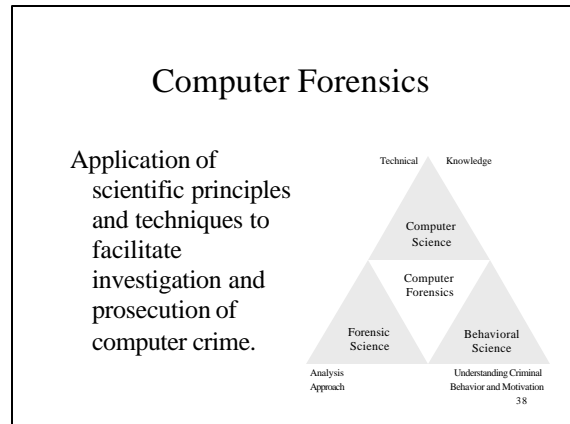 Computer Forensics
Application of
scientific principles
and techniques to
facilitate
investigation and
prosecution of
computer crime.
Technical Knowledge
Computer
Science
Computer
Forensics
Forensic
Science
Behavioral
Science
Analysis
Approach
Understanding Criminal
Behavior and Motivation
38